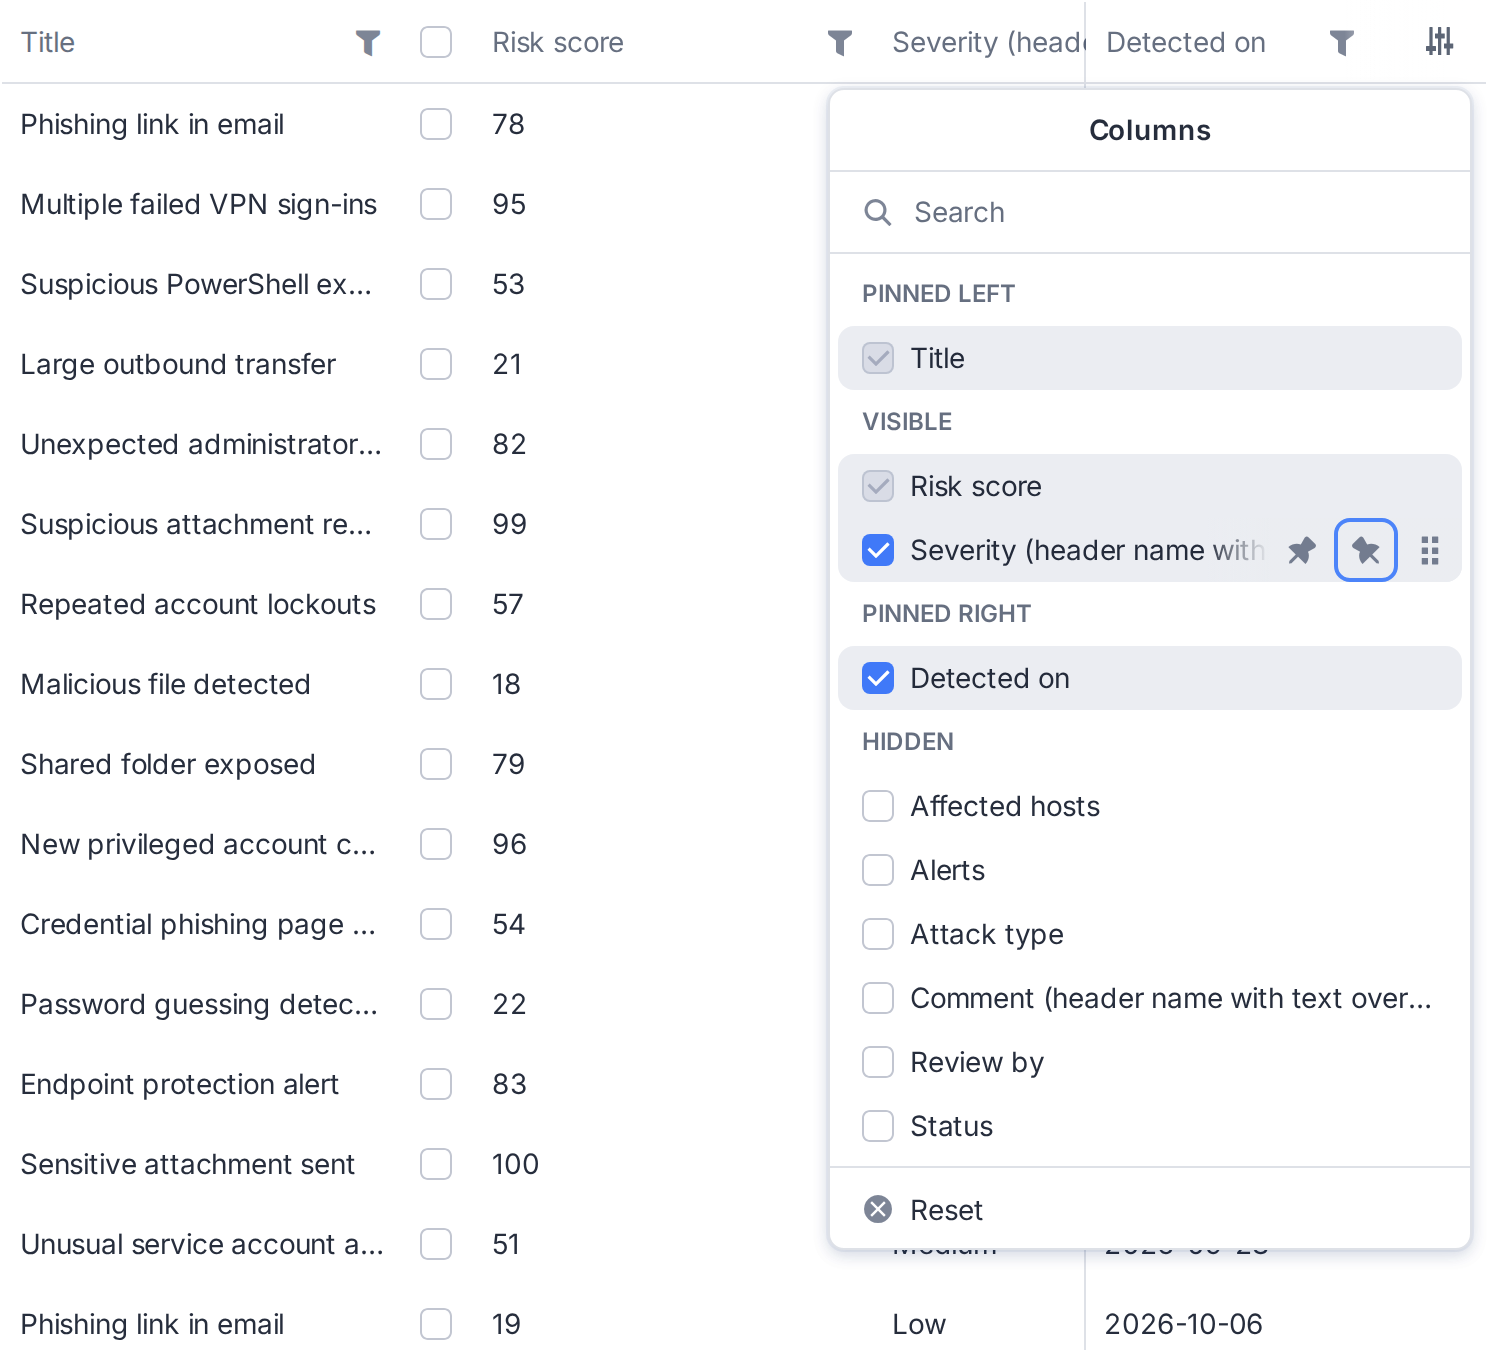 Title Risk score Severity (heade Detected on
Phishing link in email 78
Multiple failed VPN sign-ins 95
Suspicious PowerShell ex... 53
Large outbound transfer 21
Unexpected administrator... 82
Suspicious attachment re... 99
Repeated account lockouts 57
Malicious file detected 18
Shared folder exposed 79
New privileged account c... 96
Credential phishing page ... 54
Password guessing detec... 22
Endpoint protection alert 83
Sensitive attachment sent 100
Unusual service account a... 51
Phishing link in email 19 Low 2026-10-06
Columns
Search
PINNED LEFT
Title
VISIBLE
Risk score
Severity (header name with
PINNED RIGHT
Detected on
HIDDEN
Affected hosts
Alerts
Attack type
Comment (header name with text over...
Review by
Status
Reset